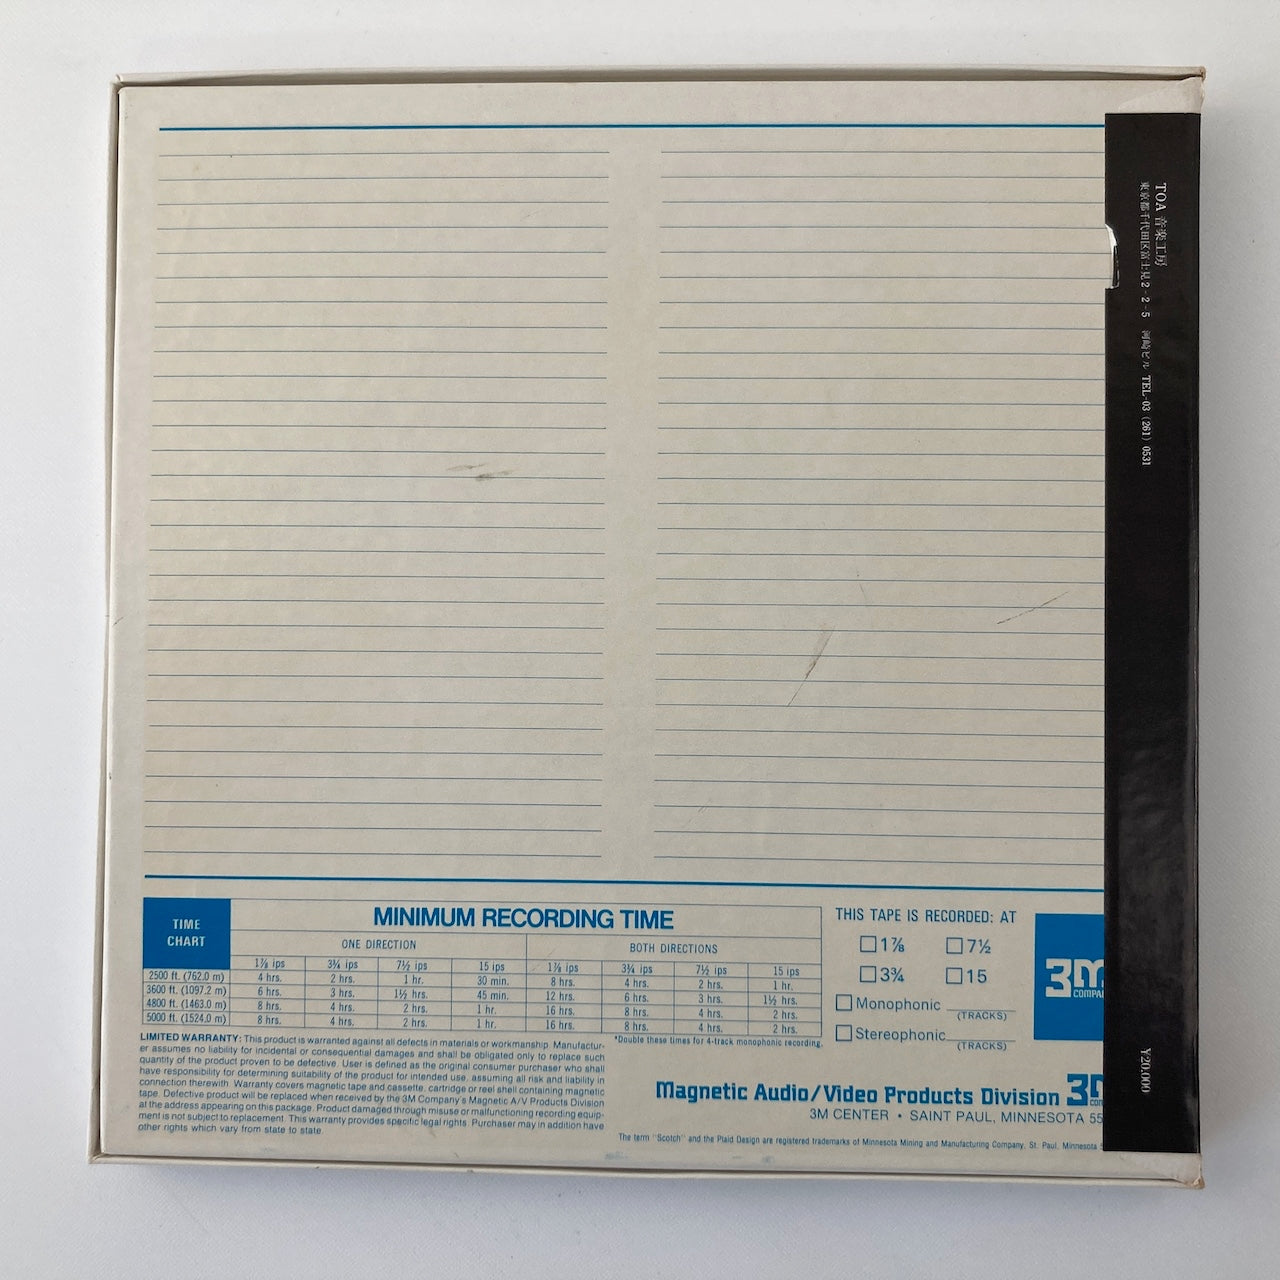 TOA 音楽工房
東京都千代田区富士見2-2-5 河崎ビル TEL-03 (261) 0531
¥20,000
TIME
CHART
MINIMUM RECORDING TIME
ONE DIRECTION BOTH DIRECTIONS
1⅞ ips 3¾ ips 7½ ips 15 ips 1⅞ ips 3¾ ips 7½ ips 15 ips
2500 ft. (762.0 m) 4 hrs. 2 hrs. 1 hr. 30 min. 8 hrs. 4 hrs. 2 hrs. 1 hr.
3600 ft. (1097.2 m) 6 hrs. 3 hrs. 1½ hrs. 45 min. 12 hrs. 6 hrs. 3 hrs. 1½ hrs.
4800 ft. (1463.0 m) 8 hrs. 4 hrs. 2 hrs. 1 hr. 16 hrs. 8 hrs. 4 hrs. 2 hrs.
5000 ft. (1524.0 m) 8 hrs. 4 hrs. 2 hrs. 1 hr. 16 hrs. 8 hrs. 4 hrs. 2 hrs.
*Double these times for 4-track monophonic recording.
THIS TAPE IS RECORDED: AT
1⅞ 7½
3¾ 15
Monophonic
(TRACKS)
Stereophonic
(TRACKS)
3M
COMPAN
LIMITED WARRANTY: This product is warranted against all defects in materials or workmanship. Manufactur-
er assumes no liability for incidental or consequential damages and shall be obligated only to replace such
quantity of the product proven to be defective. User is defined as the original consumer purchaser who shall
have responsibility for determining suitability of the product for intended use, assuming all risk and liability in
connection therewith. Warranty covers magnetic tape and cassette, cartridge or reel shell containing magnetic
tape. Defective product will be replaced when received by the 3M Company's Magnetic A/V Products Division
at the address appearing on this package. Product damaged through misuse or malfunctioning recording equip-
ment is not subject to replacement. This warranty provides specific legal rights. Purchaser may in addition have
other rights which vary from state to state.
Magnetic Audio/Video Products Division 3M
COM
3M CENTER • SAINT PAUL, MINNESOTA 55
The term "Scotch" and the Plaid Design are registered trademarks of Minnesota Mining and Manufacturing Company, St. Paul, Minnesota